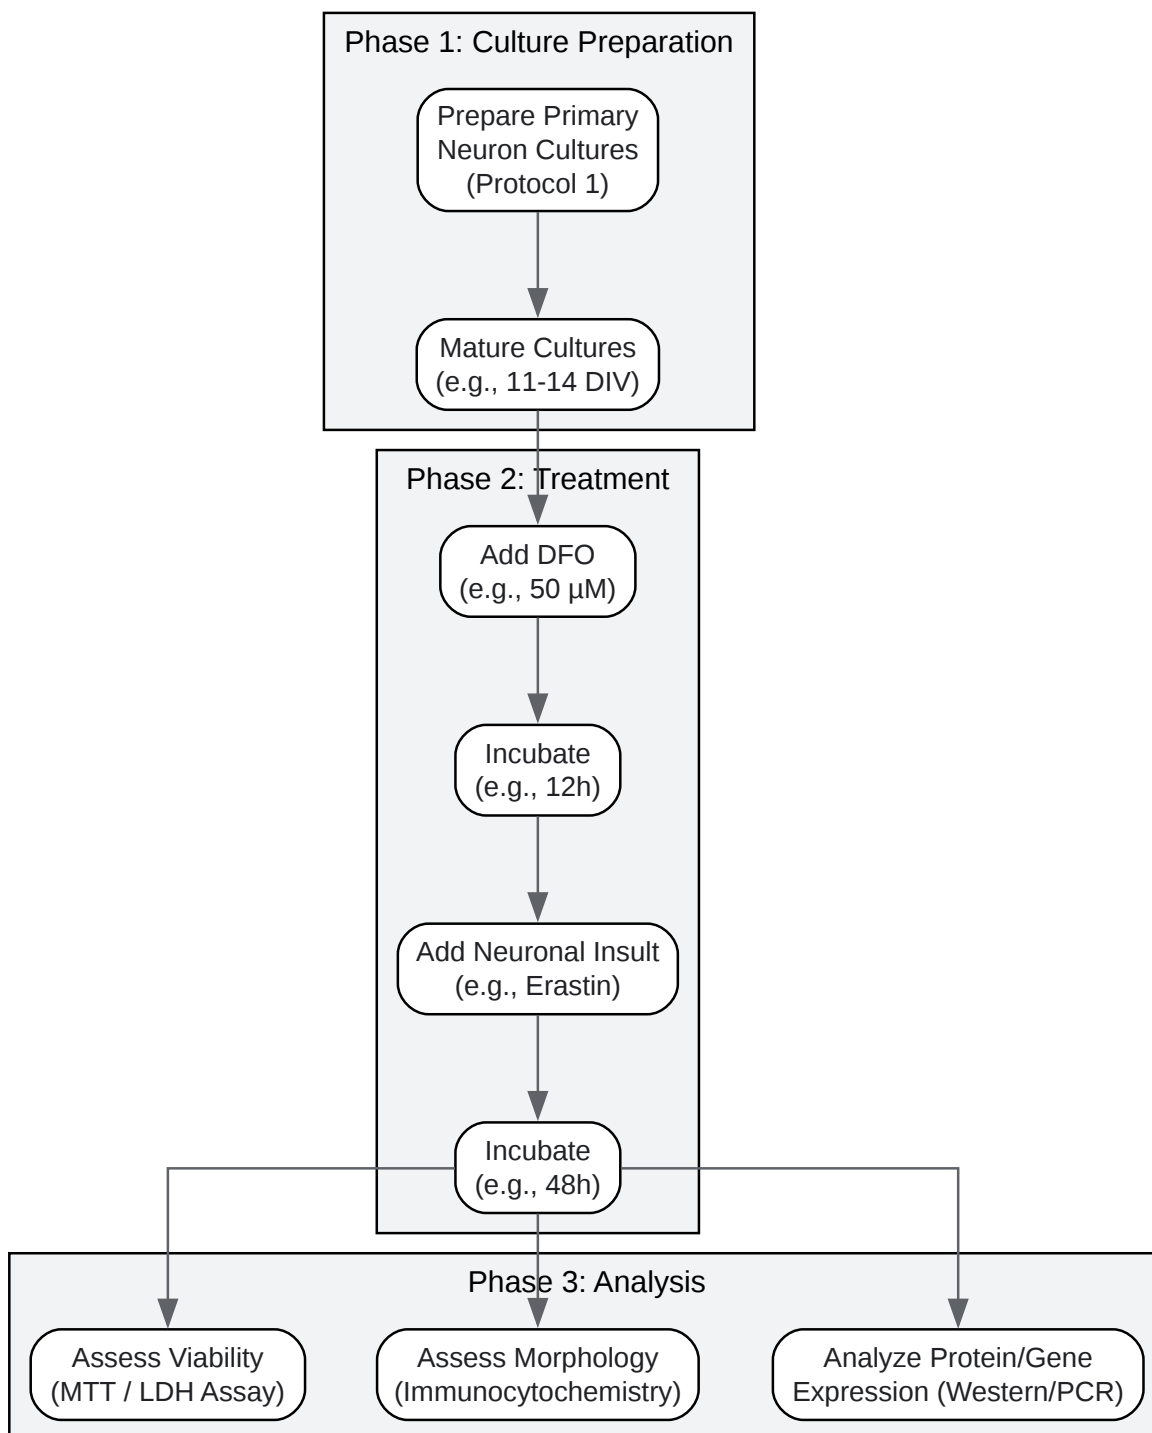 Phase 1: Culture Preparation
Prepare Primary
Neuron Cultures
(Protocol 1)
Mature Cultures
(e.g., 11-14 DIV)
Phase 2: Treatment
Add DFO
(e.g., 50 µM)
Incubate
(e.g., 12h)
Add Neuronal Insult
(e.g., Erastin)
Incubate
(e.g., 48h)
Phase 3: Analysis
Assess Viability
(MTT / LDH Assay)
Assess Morphology
(Immunocytochemistry)
Analyze Protein/Gene
Expression (Western/PCR)